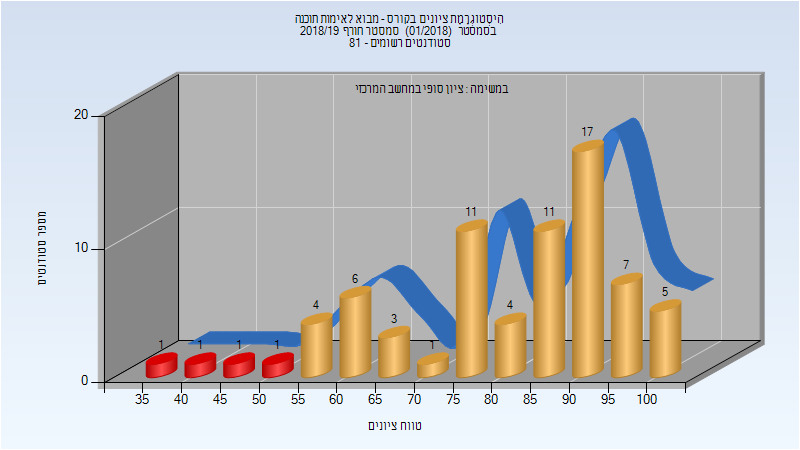 היסטוגרמת ציונים בקורס - מבוא לאימות תוכנה
בסמסטר (01/2018) סמסטר חורף 2018/19
סטודנטים רשומים - 81
במשימה : ציון סופי במחשב המרכזי
מספר סטודנטים
20
10
0
1 1 1 1 4 6 3 1 11 4 11 17 7 5
35 40 45 50 55 60 65 70 75 80 85 90 95 100
טווח ציונים